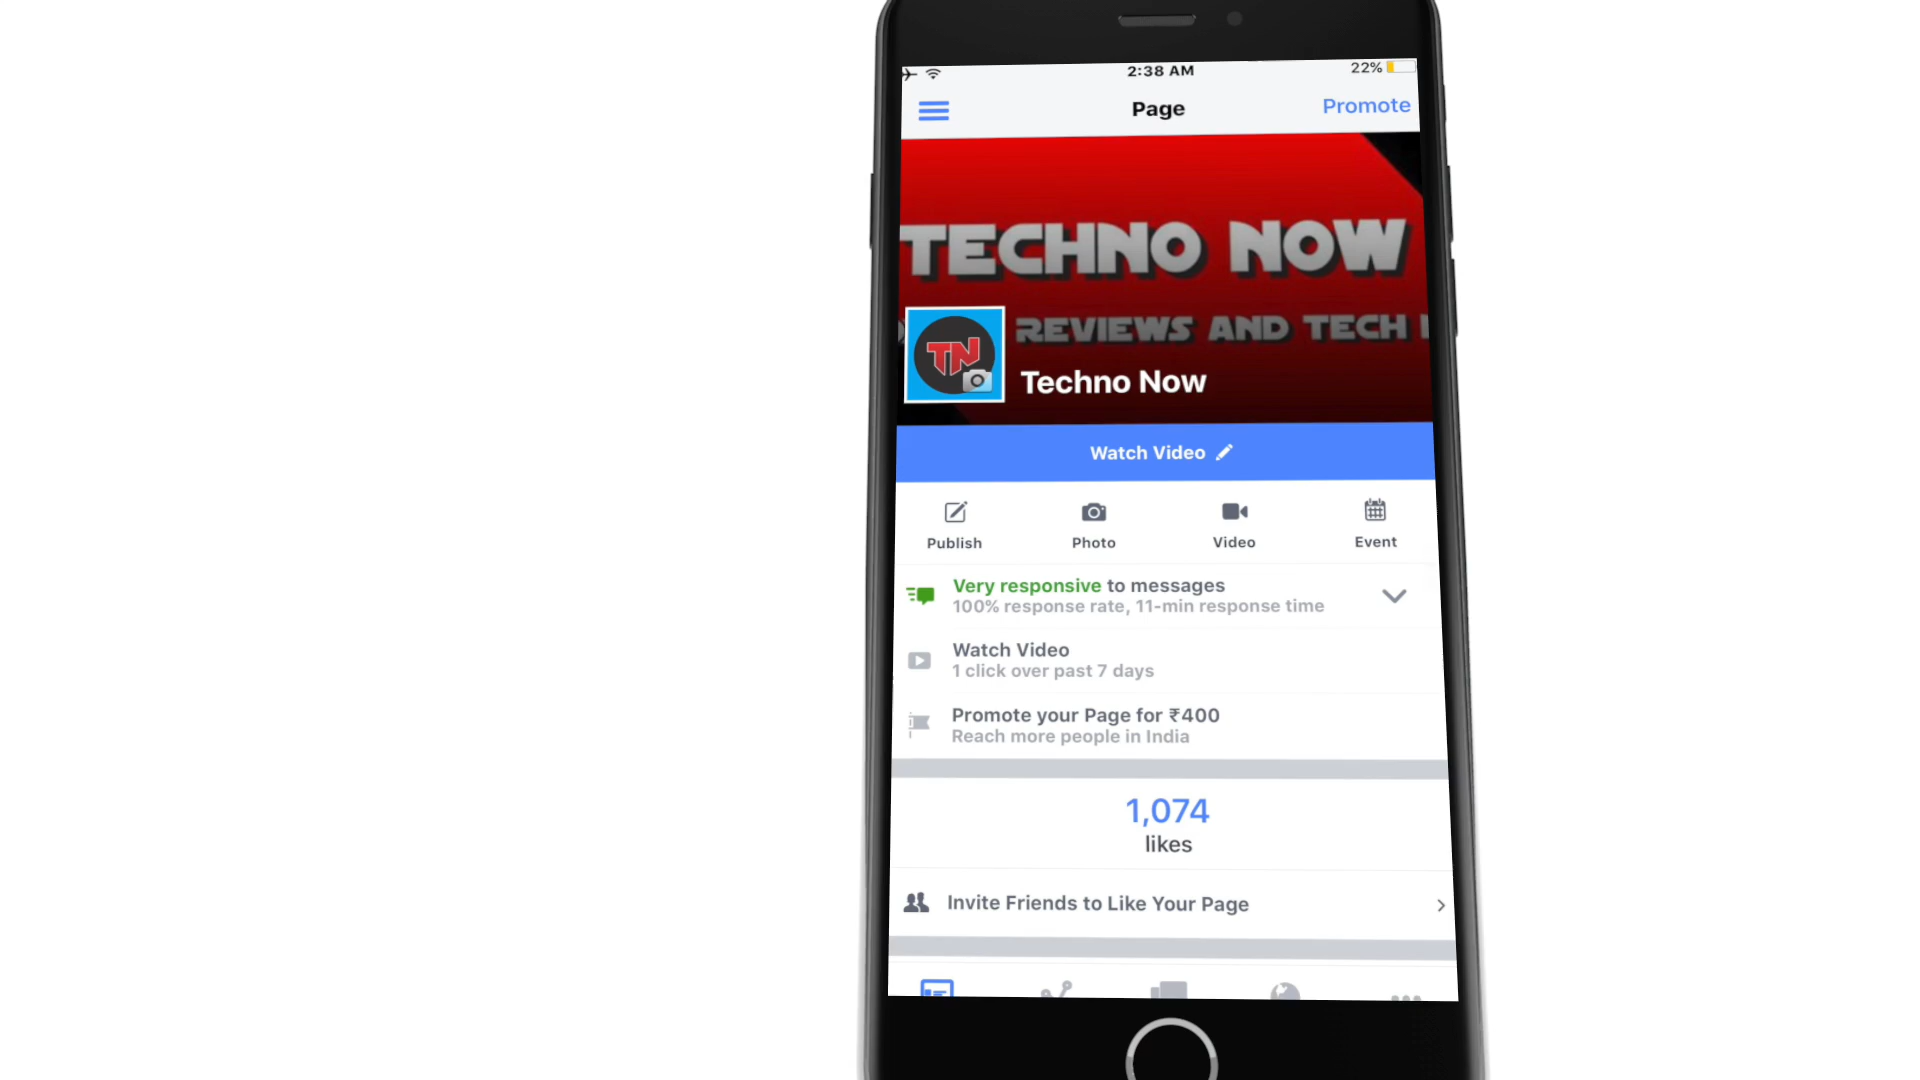 2:38 AM
22%
Page
Promote
TECHNO NOW
REVIEWS AND TECH
TN
Techno Now
Watch Video
Publish
Photo
Video
Event
Very responsive to messages
100% response rate, 11-min response time
Watch Video
1 click over past 7 days
Promote your Page for ₹400
Reach more people in India
1,074
likes
Invite Friends to Like Your Page